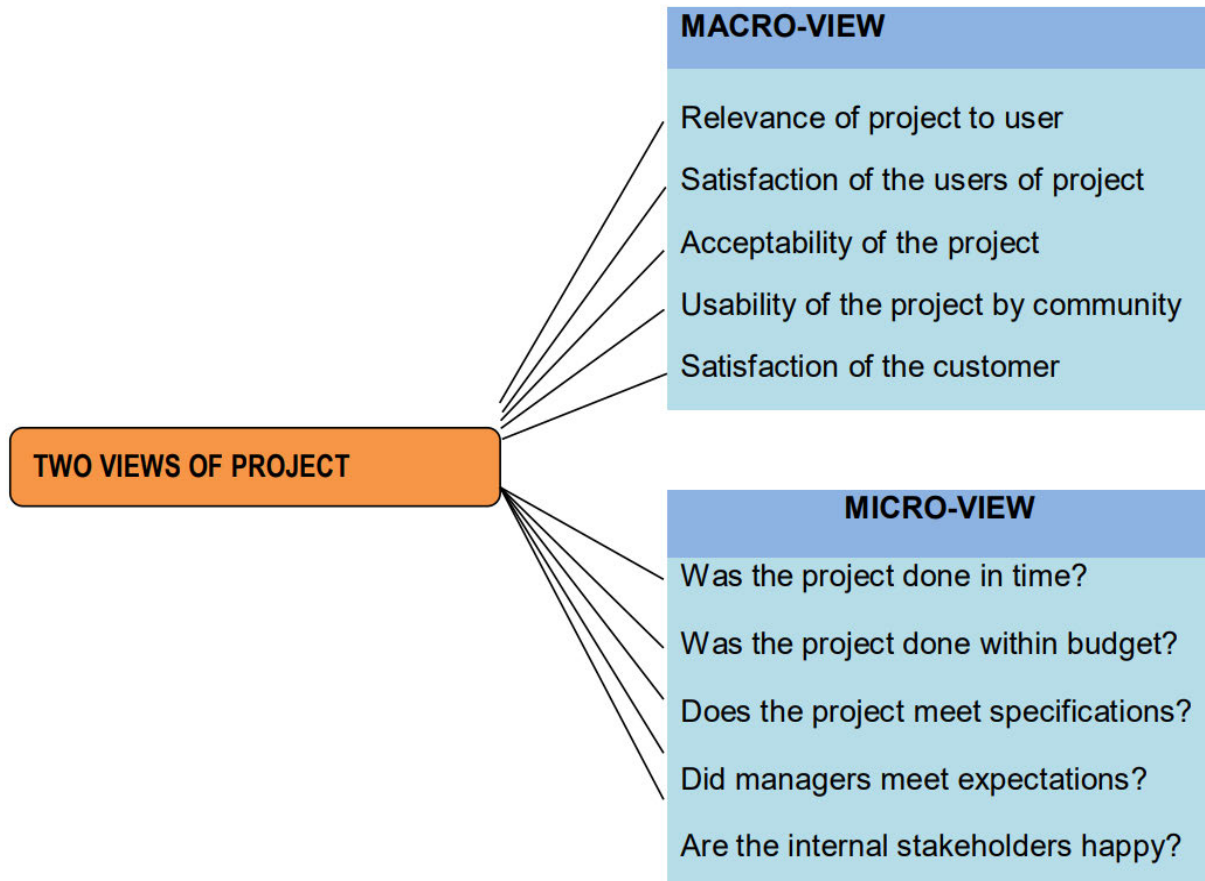 MACRO-VIEW
Relevance of project to user
Satisfaction of the users of project
Acceptability of the project
Usability of the project by community
Satisfaction of the customer
TWO VIEWS OF PROJECT
MICRO-VIEW
Was the project done in time?
Was the project done within budget?
Does the project meet specifications?
Did managers meet expectations?
Are the internal stakeholders happy?